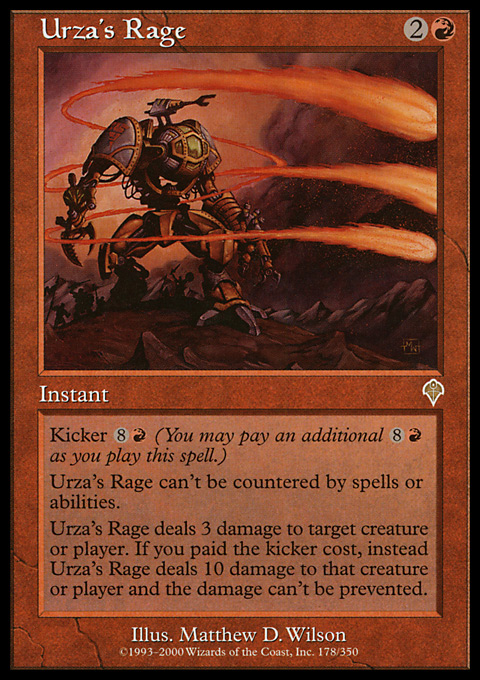 Urza's Rage 2
Instant
Kicker 8 (You may pay an additional 8
as you play this spell.)
Urza's Rage can't be countered by spells or
abilities.
Urza's Rage deals 3 damage to target creature
or player. If you paid the kicker cost, instead
Urza's Rage deals 10 damage to that creature
or player and the damage can't be prevented.
Illus. Matthew D. Wilson
©1993–2000 Wizards of the Coast, Inc. 178/350